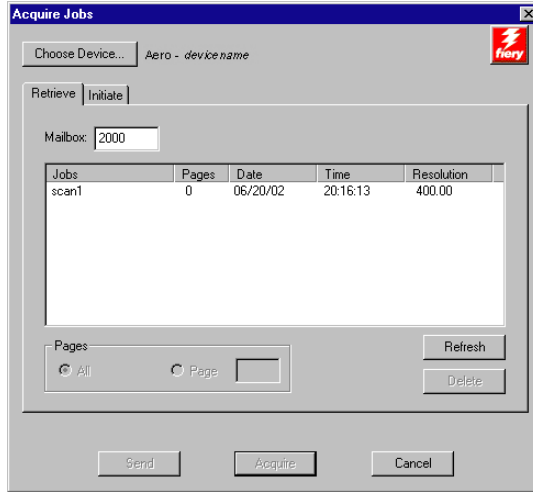 Acquire Jobs
Choose Device... Aero - devicename
fiery
Retrieve Initiate
Mailbox: 2000
Jobs Pages Date Time Resolution
scan1 0 06/20/02 20:16:13 400.00
Pages
All Page
Refresh
Delete
Send Acquire Cancel